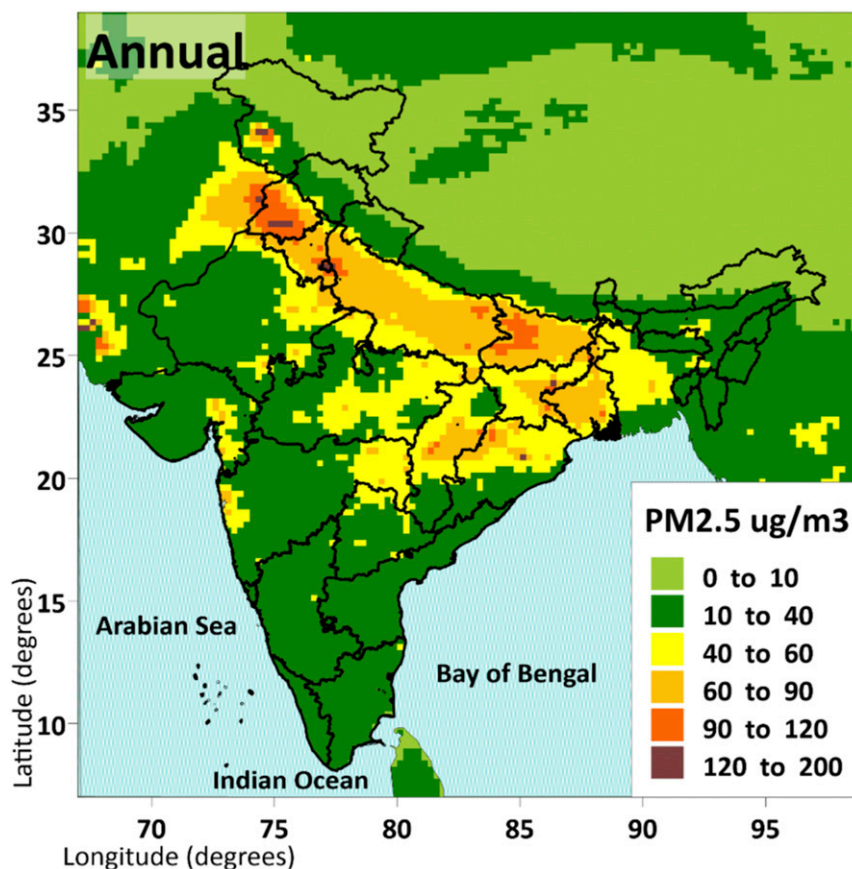 Annual
35
30
25
20
15
10
Latitude (degrees)
Arabian Sea
Bay of Bengal
Indian Ocean
PM2.5 ug/m3
0 to 10
10 to 40
40 to 60
60 to 90
90 to 120
120 to 200
70 75 80 85 90 95
Longitude (degrees)